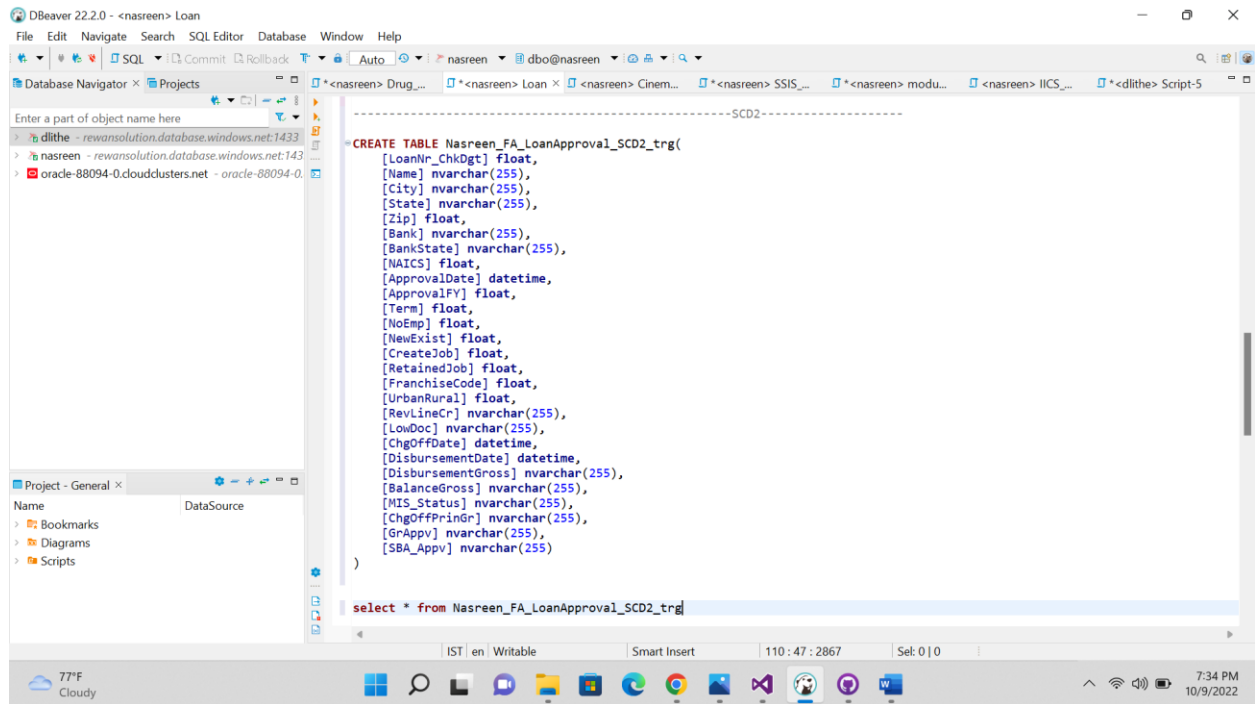 DBeaver 22.2.0 - <nasreen> Loan
File Edit Navigate Search SQL Editor Database Window Help
SQL Commit Rollback Auto nasreen dbo@nasreen
Database Navigator Projects
*<nasreen> Drug_... *<nasreen> Loan <nasreen> Cinem... *<nasreen> SSIS_... *<nasreen> modu... <nasreen> IICS_... *<dlithe> Script-5
Enter a part of object name here
dlithe - rewansolution.database.windows.net:1433
nasreen - rewansolution.database.windows.net:143
oracle-88094-0.cloudclusters.net - oracle-88094-0.
-----------------------------------------------------SCD2--------------------
CREATE TABLE Nasreen_FA_LoanApproval_SCD2_trg(
[LoanNr_ChkDgt] float,
[Name] nvarchar(255),
[City] nvarchar(255),
[State] nvarchar(255),
[Zip] float,
[Bank] nvarchar(255),
[BankState] nvarchar(255),
[NAICS] float,
[ApprovalDate] datetime,
[ApprovalFY] float,
[Term] float,
[NoEmp] float,
[NewExist] float,
[CreateJob] float,
[RetainedJob] float,
[FranchiseCode] float,
[UrbanRural] float,
[RevLineCr] nvarchar(255),
[LowDoc] nvarchar(255),
[ChgOffDate] datetime,
[DisbursementDate] datetime,
[DisbursementGross] nvarchar(255),
[BalanceGross] nvarchar(255),
[MIS_Status] nvarchar(255),
[ChgOffPrinGr] nvarchar(255),
[GrAppv] nvarchar(255),
[SBA_Appv] nvarchar(255)
)
select * from Nasreen_FA_LoanApproval_SCD2_trg
Project - General
Name DataSource
Bookmarks
Diagrams
Scripts
IST en Writable Smart Insert 110 : 47 : 2867 Sel: 0 | 0
77°F
Cloudy
7:34 PM
10/9/2022